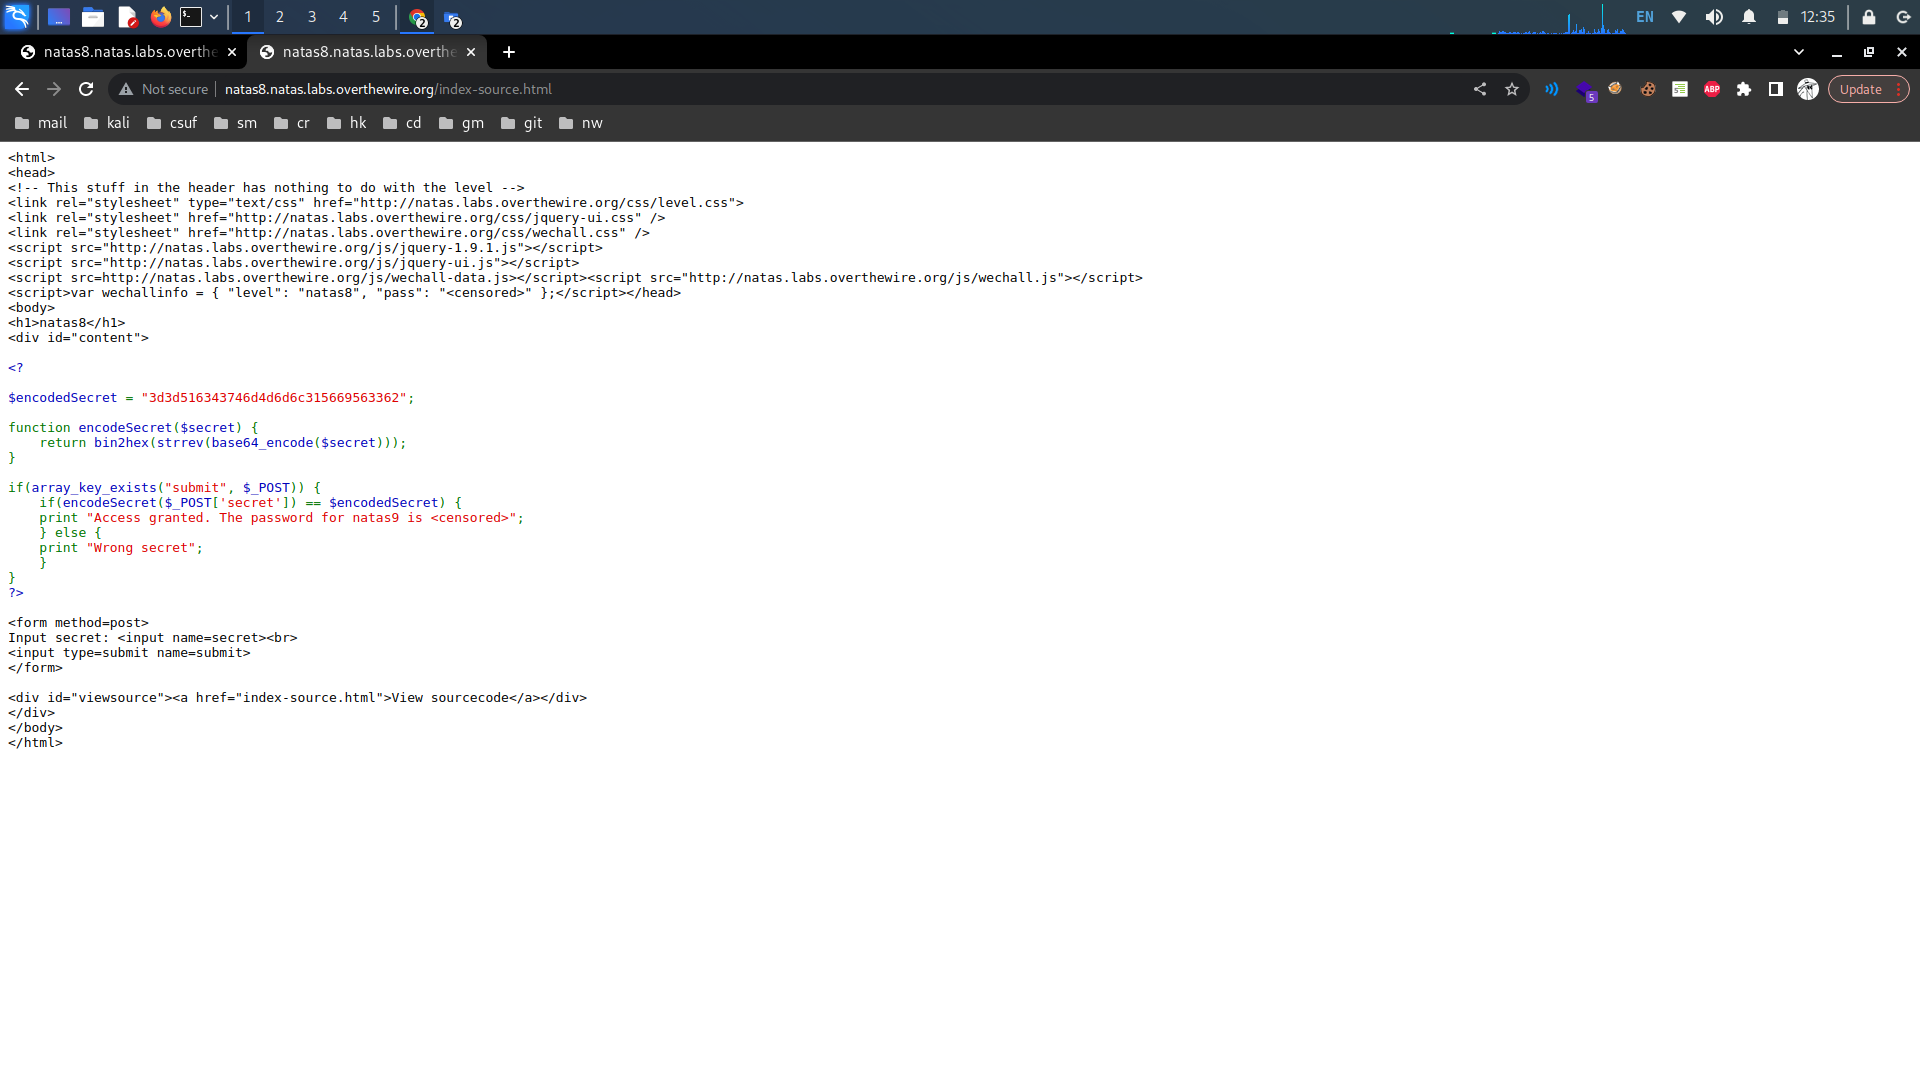 1 2 3 4 5 2 2 EN 12:35
natas8.natas.labs.overthe natas8.natas.labs.overthe
Not secure natas8.natas.labs.overthewire.org/index-source.html 5 ABP Update
mail kali csuf sm cr hk cd gm git nw
<html>
<head>
<!-- This stuff in the header has nothing to do with the level -->
<link rel="stylesheet" type="text/css" href="http://natas.labs.overthewire.org/css/level.css">
<link rel="stylesheet" href="http://natas.labs.overthewire.org/css/jquery-ui.css" />
<link rel="stylesheet" href="http://natas.labs.overthewire.org/css/wechall.css" />
<script src="http://natas.labs.overthewire.org/js/jquery-1.9.1.js"></script>
<script src="http://natas.labs.overthewire.org/js/jquery-ui.js"></script>
<script src=http://natas.labs.overthewire.org/js/wechall-data.js></script><script src="http://natas.labs.overthewire.org/js/wechall.js"></script>
<script>var wechallinfo = { "level": "natas8", "pass": "<censored>" };</script></head>
<body>
<h1>natas8</h1>
<div id="content">
<?
$encodedSecret = "3d3d516343746d4d6d6c315669563362";
function encodeSecret($secret) {
    return bin2hex(strrev(base64_encode($secret)));
}
if(array_key_exists("submit", $_POST)) {
    if(encodeSecret($_POST['secret']) == $encodedSecret) {
    print "Access granted. The password for natas9 is <censored>";
    } else {
    print "Wrong secret";
    }
}
?>
<form method=post>
Input secret: <input name=secret><br>
<input type=submit name=submit>
</form>
<div id="viewsource"><a href="index-source.html">View sourcecode</a></div>
</div>
</body>
</html>